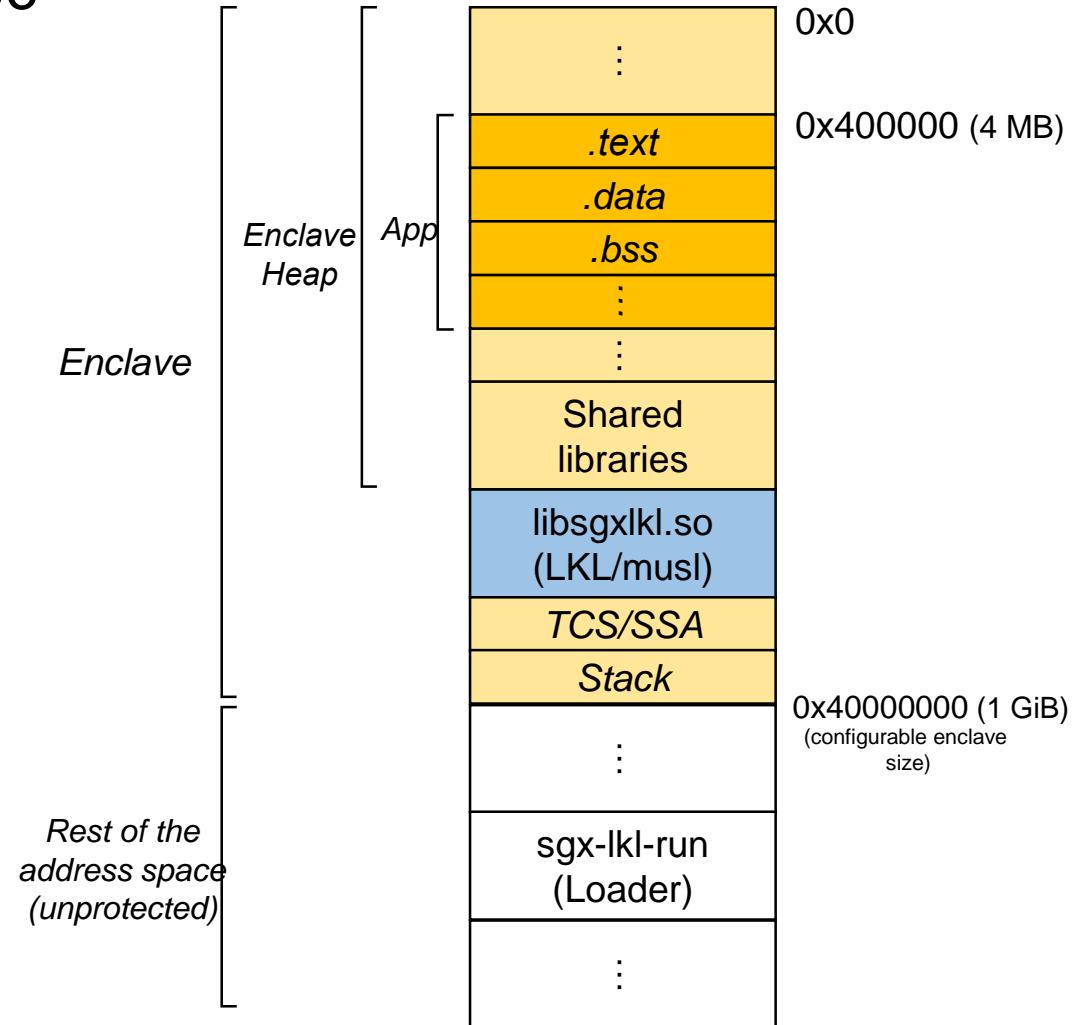 0x0
⋮
0x400000 (4 MB)
.text
.data
App
Enclave
Heap
.bss
⋮
⋮
Enclave
Shared
libraries
libsgxlkl.so
(LKL/musl)
TCS/SSA
Stack
0x40000000 (1 GiB)
(configurable enclave
size)
⋮
Rest of the
address space
(unprotected)
sgx-lkl-run
(Loader)
⋮